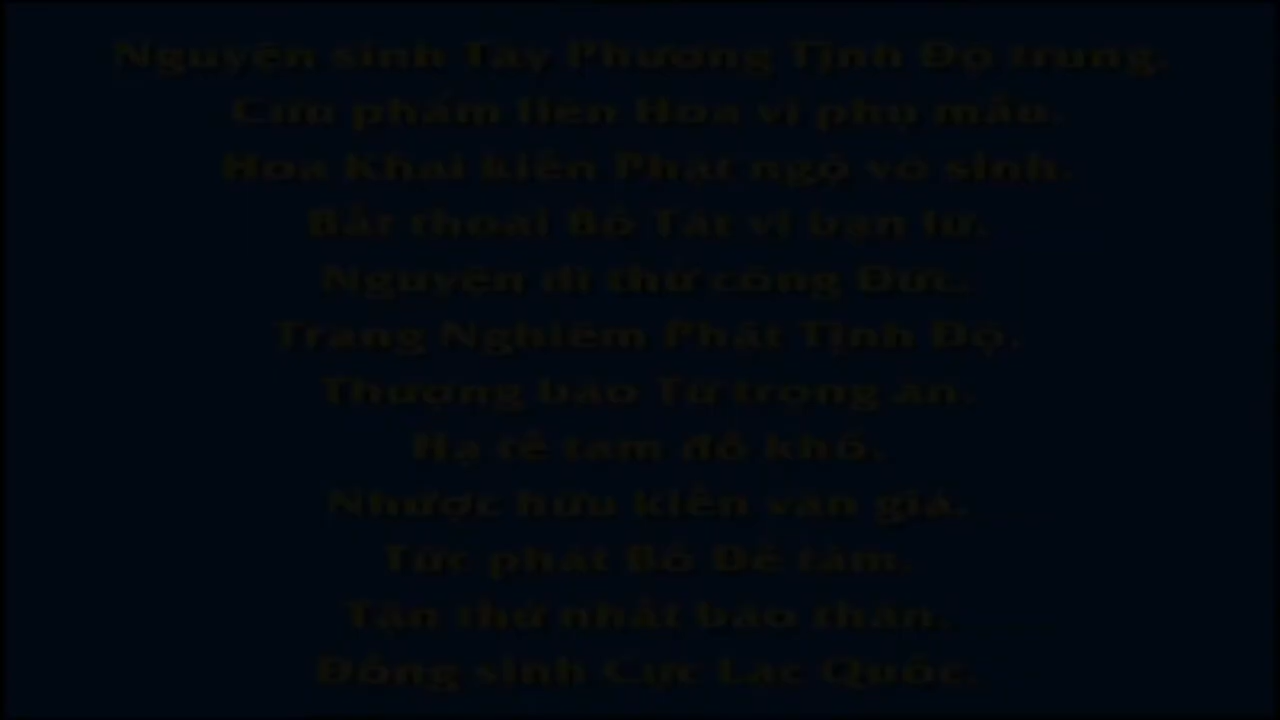 Nguyện sinh Tây Phương Tịnh Độ trung.
Cửu phẩm liên Hoa vi phụ mẫu.
Hoa Khai kiến Phật ngộ vô sinh.
Bất thoái Bồ Tát vi bạn lữ.
Nguyện dĩ thử công Đức.
Trang Nghiêm Phật Tịnh Độ.
Thượng báo Tứ trọng ân.
Hạ tế tam đồ khổ.
Nhược hữu kiến văn giả.
Tức phát Bồ Đề tâm.
Tận thử nhất báo thân.
Đồng sinh Cực Lạc Quốc.